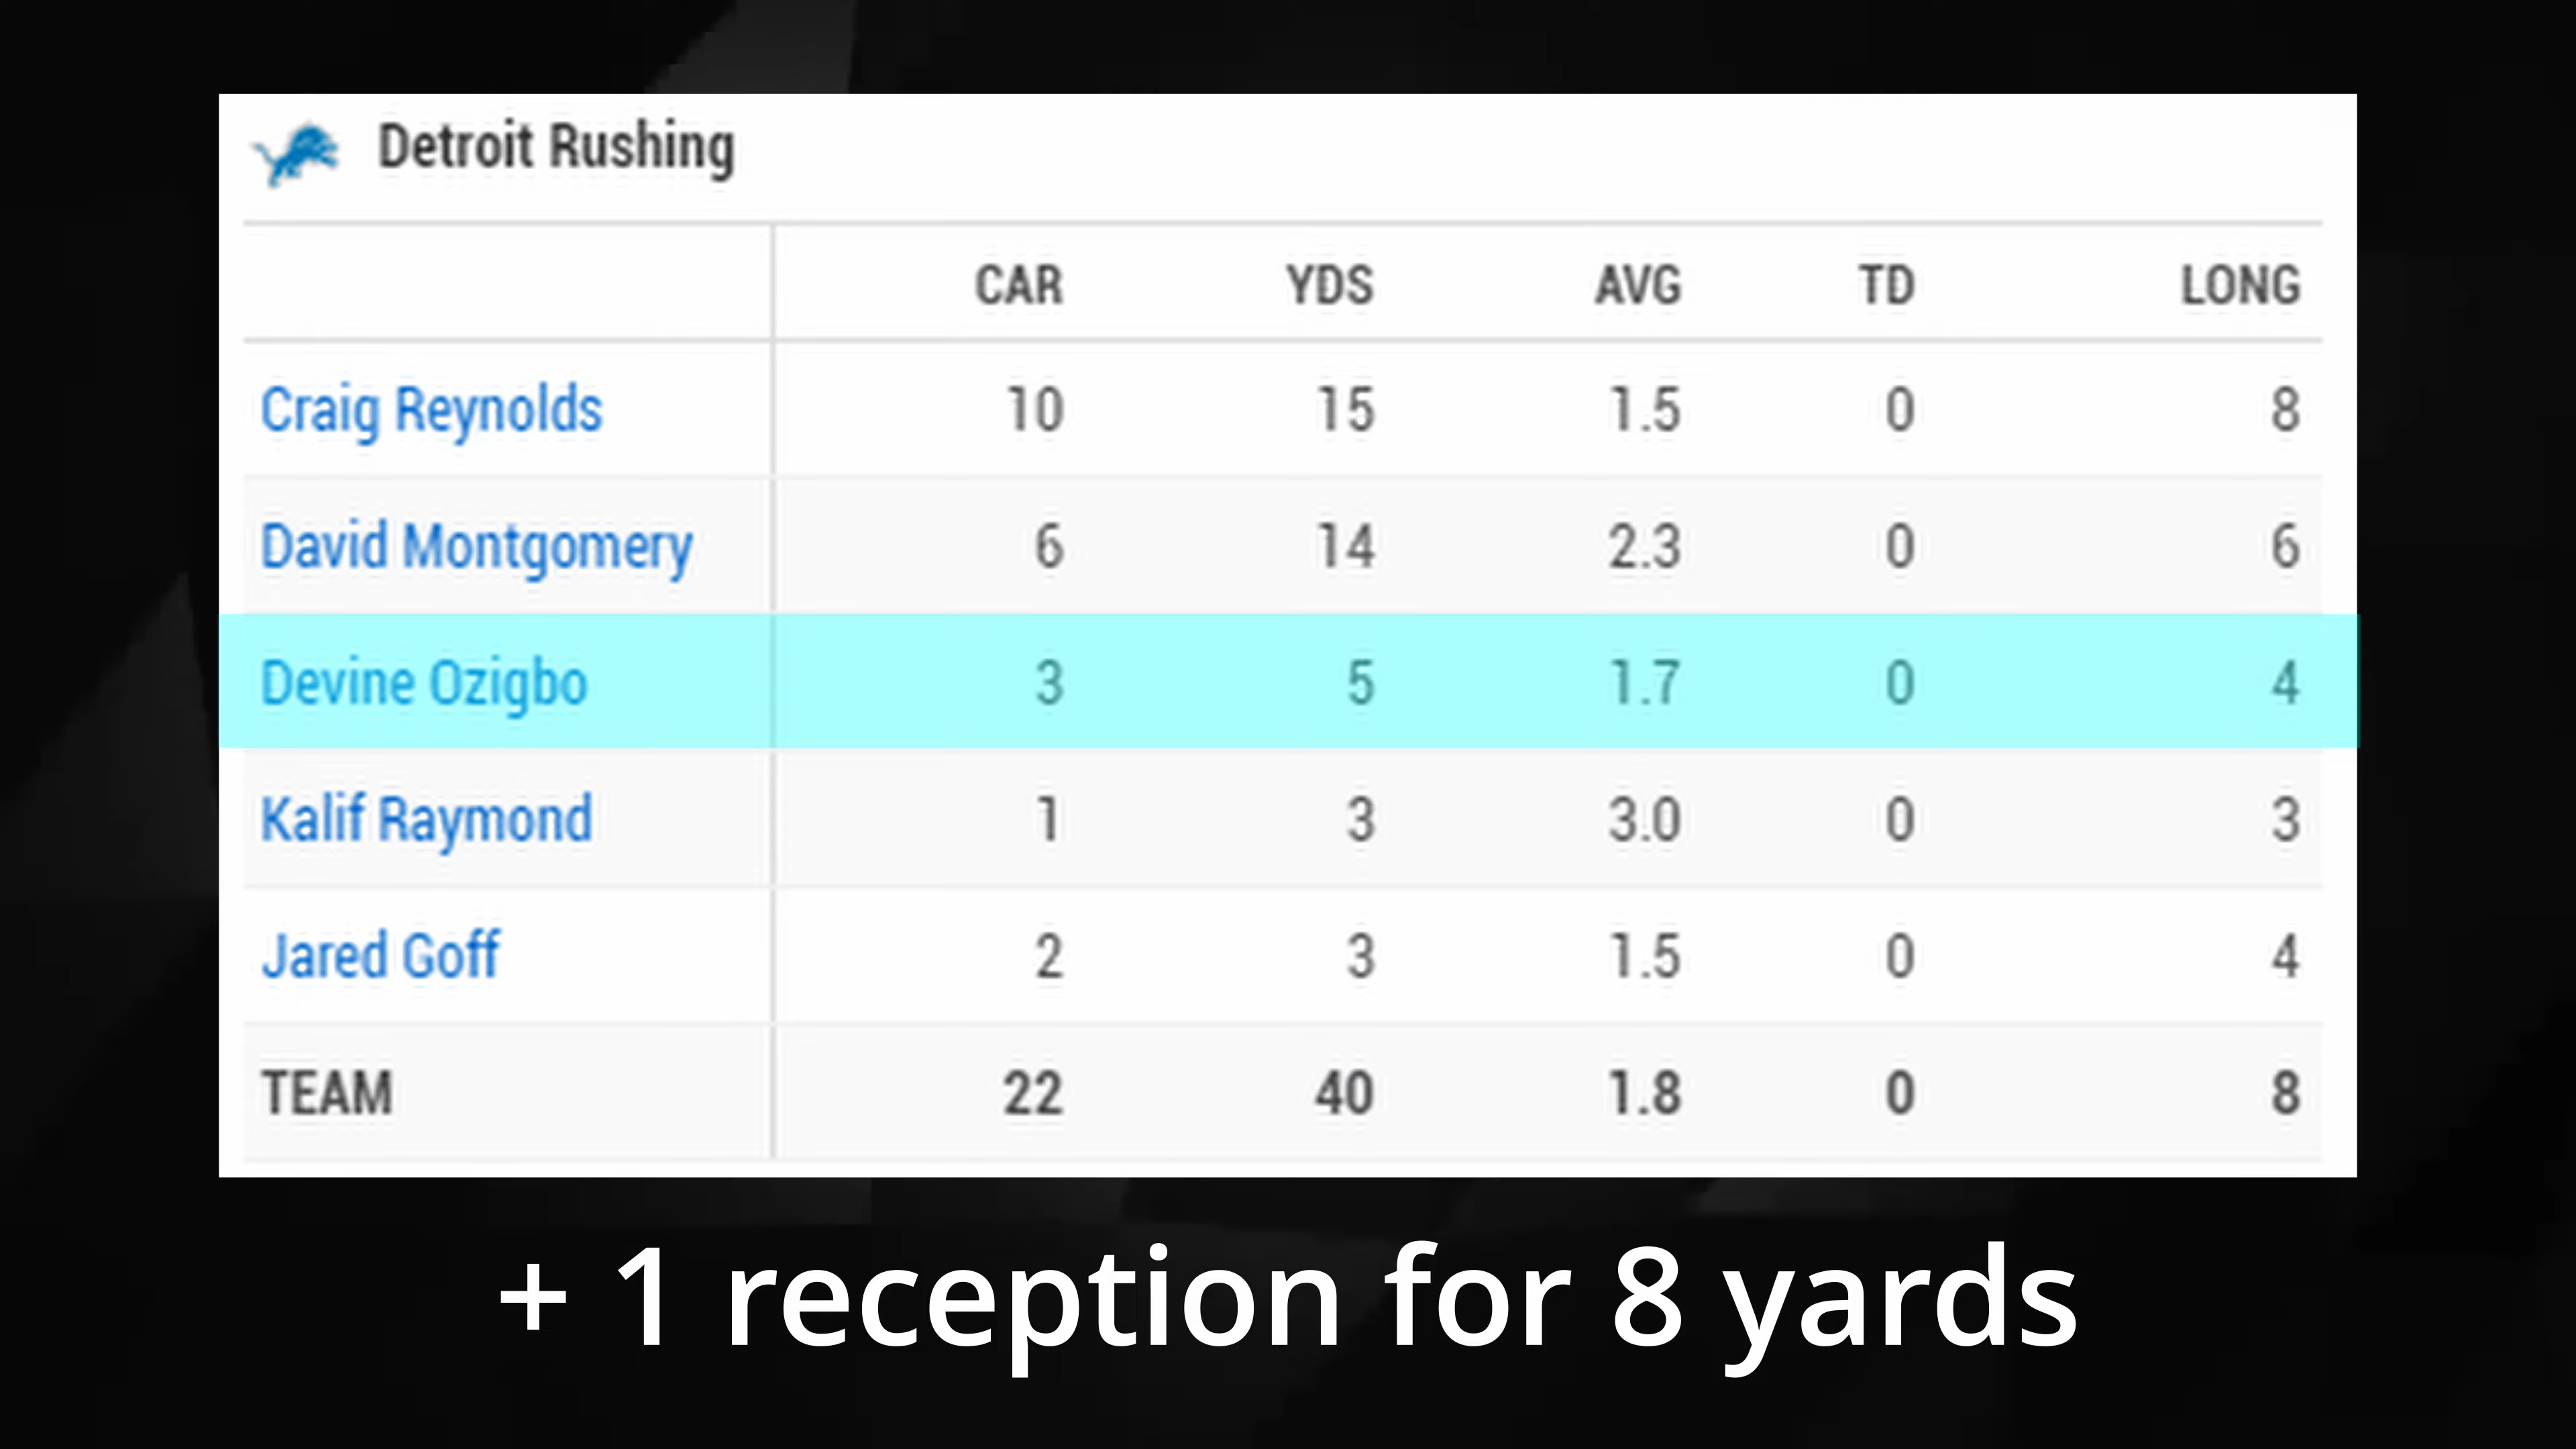 Detroit Rushing
CAR YDS AVG TD LONG
Craig Reynolds 10 15 1.5 0 8
David Montgomery 6 14 2.3 0 6
Devine Ozigbo 3 5 1.7 0 4
Kalif Raymond 1 3 3.0 0 3
Jared Goff 2 3 1.5 0 4
TEAM 22 40 1.8 0 8
+ 1 reception for 8 yards